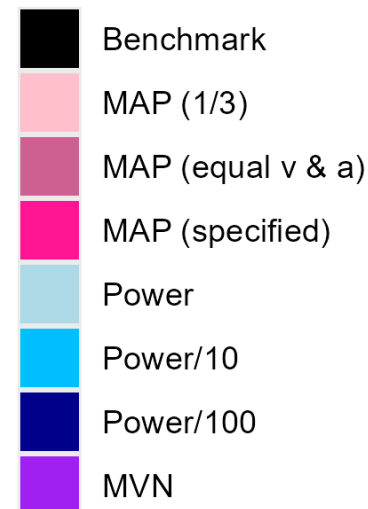 Benchmark
MAP (1/3)
MAP (equal v & a)
MAP (specified)
Power
Power/10
Power/100
MVN